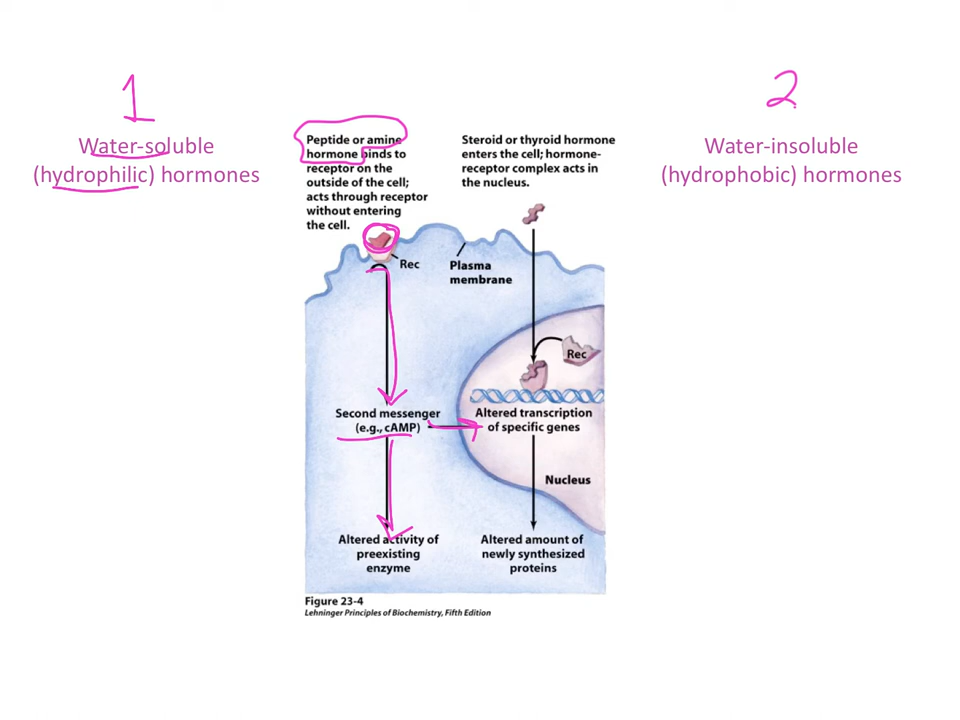 1
2
Water-soluble
(hydrophilic) hormones
Peptide or amine
hormone binds to
receptor on the
outside of the cell;
acts through receptor
without entering
the cell.
Steroid or thyroid hormone
enters the cell; hormone-
receptor complex acts in
the nucleus.
Water-insoluble
(hydrophobic) hormones
Rec
Plasma
membrane
Rec
Second messenger
(e.g., cAMP)
Altered transcription
of specific genes
Nucleus
Altered activity of
preexisting
enzyme
Altered amount of
newly synthesized
proteins
Figure 23-4
Lehninger Principles of Biochemistry, Fifth Edition